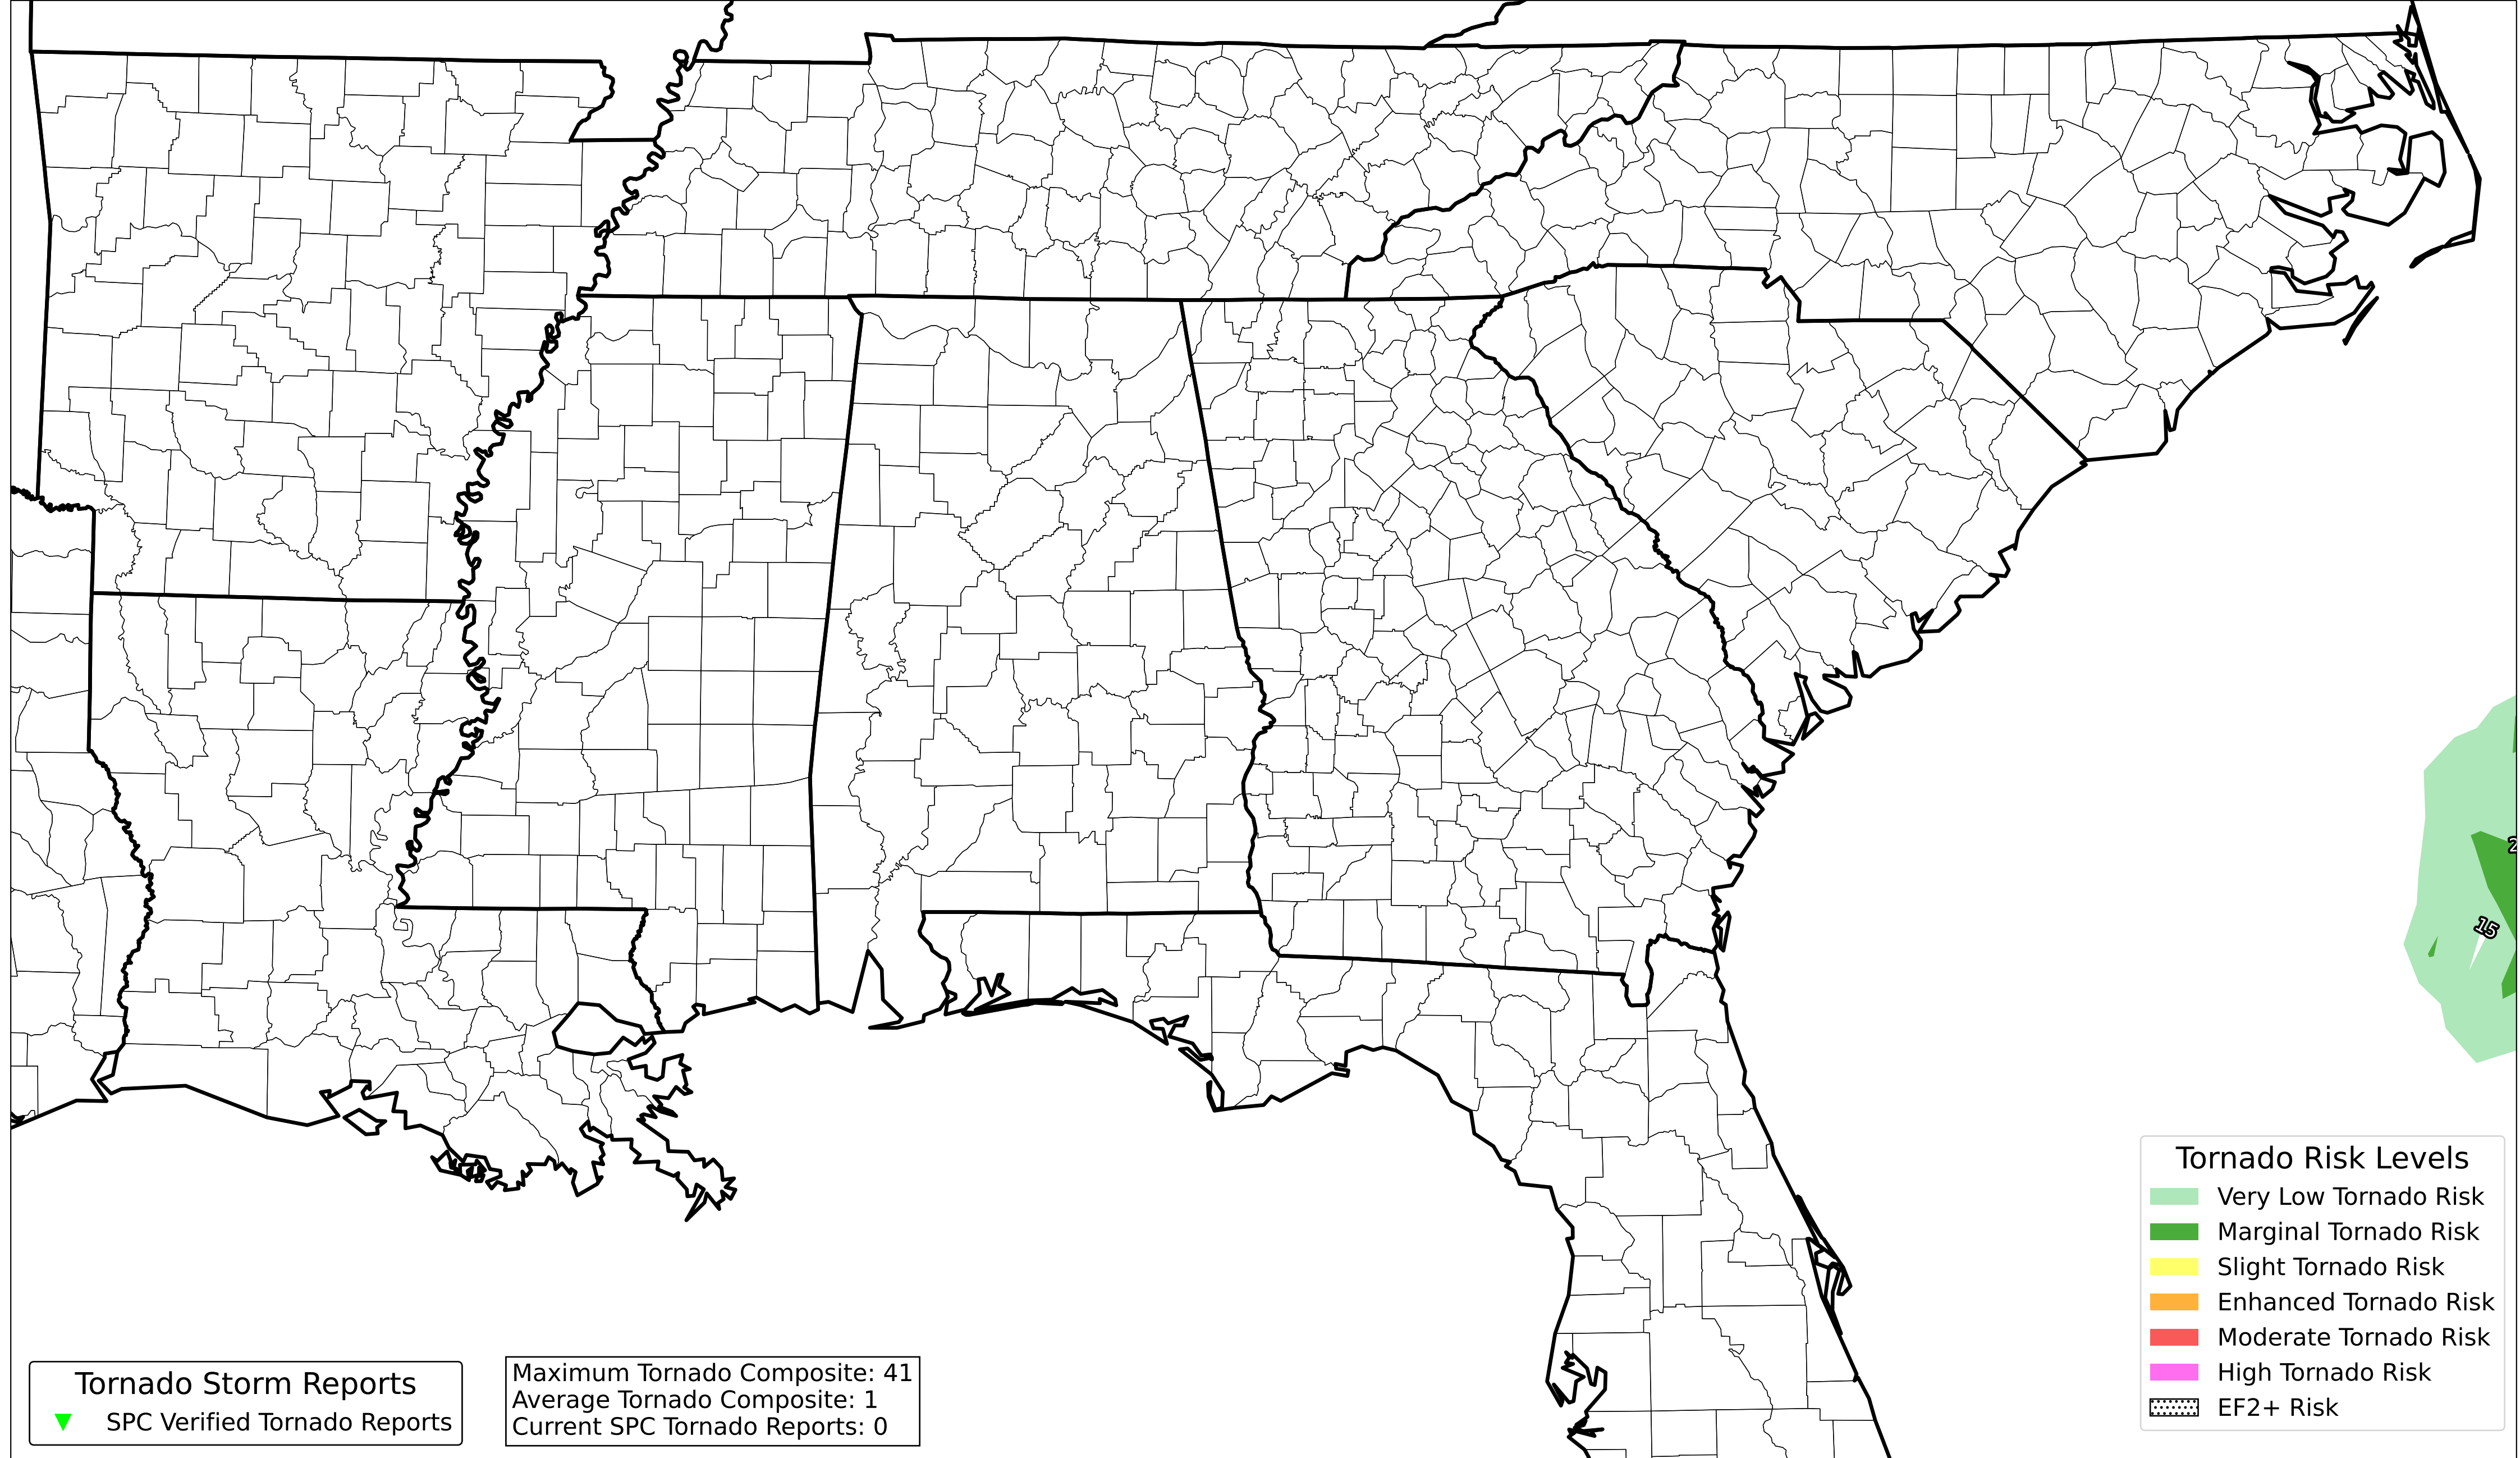 15
Tornado Risk Levels
Very Low Tornado Risk
Marginal Tornado Risk
Slight Tornado Risk
Enhanced Tornado Risk
Moderate Tornado Risk
High Tornado Risk
EF2+ Risk
Tornado Storm Reports
SPC Verified Tornado Reports
Maximum Tornado Composite: 41
Average Tornado Composite: 1
Current SPC Tornado Reports: 0